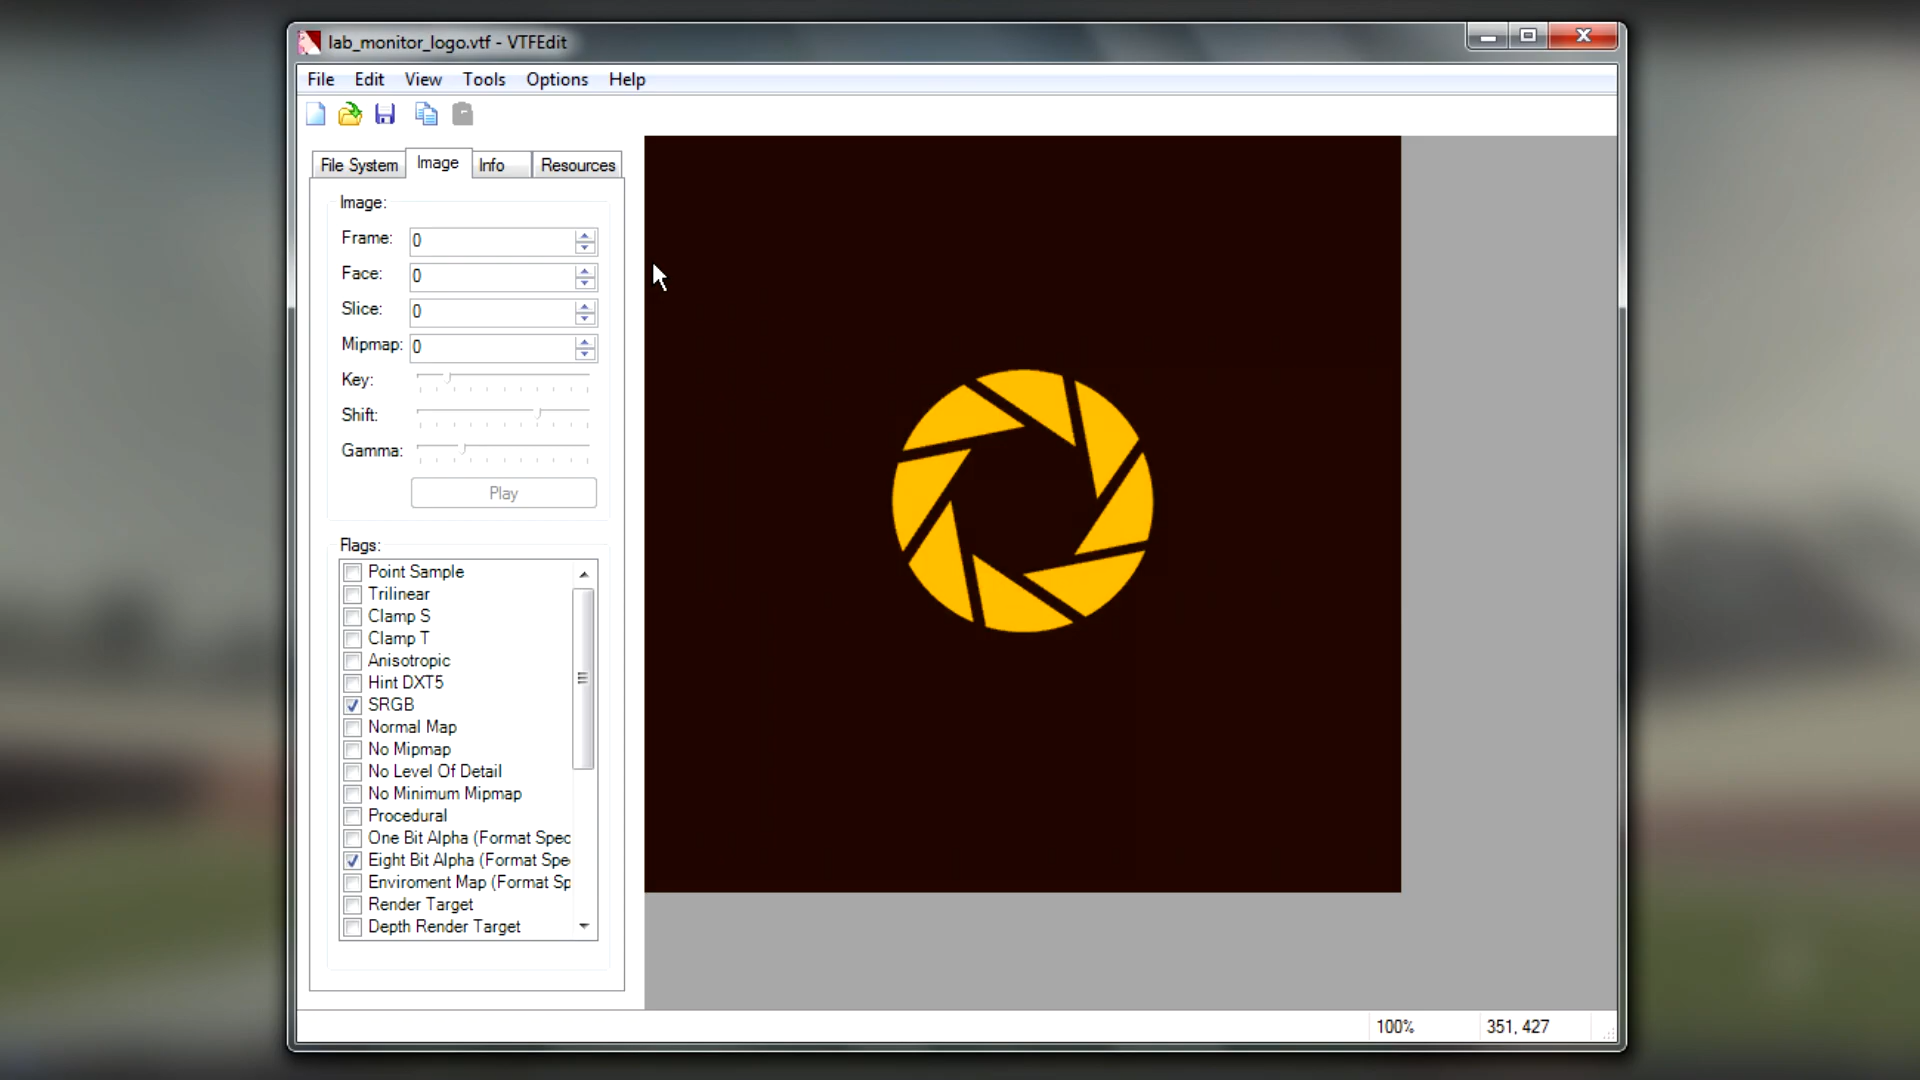 lab_monitor_logo.vtf - VTFEdit
File Edit View Tools Options Help
File System Image Info Resources
Image:
Frame: 0
Face: 0
Slice: 0
Mipmap: 0
Key:
Shift:
Gamma:
Play
Flags:
Point Sample
Trilinear
Clamp S
Clamp T
Anisotropic
Hint DXT5
SRGB
Normal Map
No Mipmap
No Level Of Detail
No Minimum Mipmap
Procedural
One Bit Alpha (Format Spec
Eight Bit Alpha (Format Spe
Enviroment Map (Format Sp
Render Target
Depth Render Target
100% 351, 427